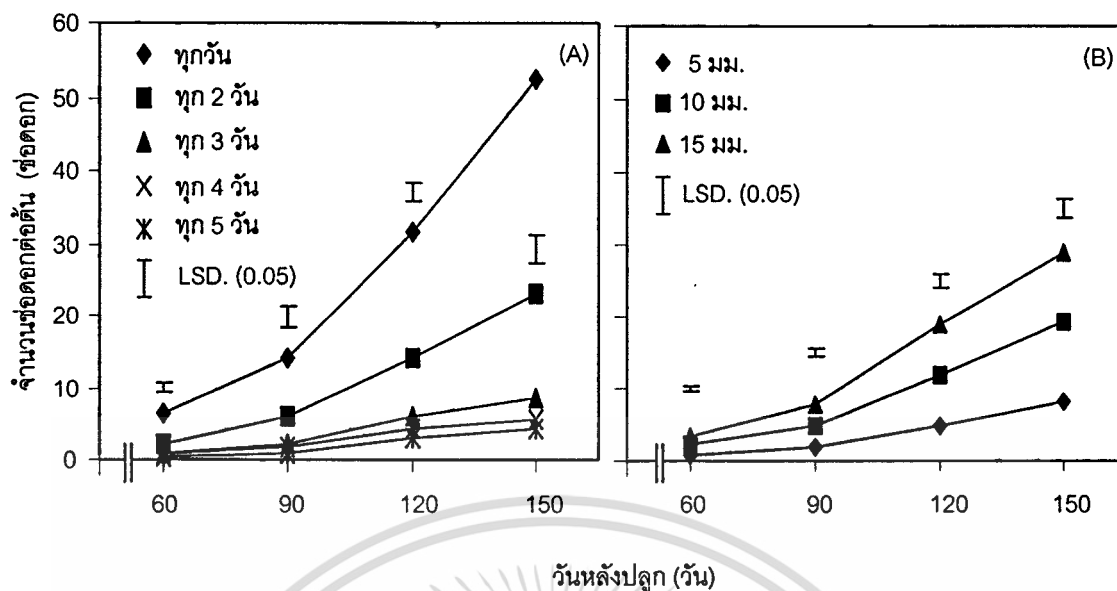 จำนวนช่อดอกต่อต้น (ช่อดอก)
60
50
40
30
20
10
0
(A)
ทุกวัน
ทุก 2 วัน
ทุก 3 วัน
ทุก 4 วัน
ทุก 5 วัน
LSD. (0.05)
60 90 120 150
(B)
5 มม.
10 มม.
15 มม.
LSD. (0.05)
60 90 120 150
วันหลังปลูก (วัน)